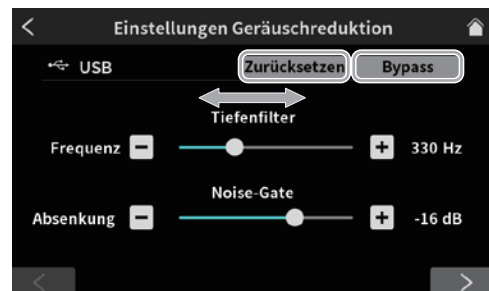 Einstellungen Geräuschreduktion
USB Zurücksetzen Bypass
Tiefenfilter
Frequenz 330 Hz
Noise-Gate
Absenkung -16 dB